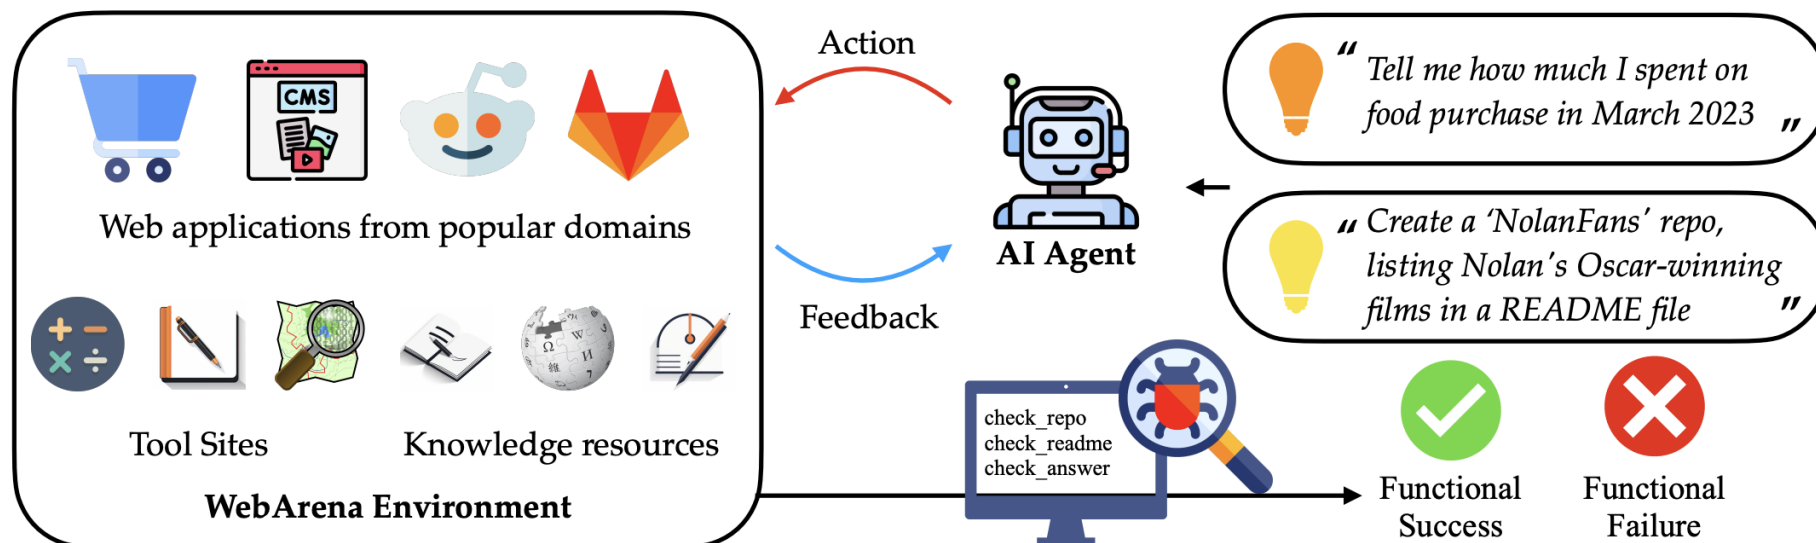 CMS
Web applications from popular domains
Tool Sites
Knowledge resources
WebArena Environment
Action
Feedback
AI Agent
“ Tell me how much I spent on
food purchase in March 2023 ”
“ Create a ‘NolanFans’ repo,
listing Nolan's Oscar-winning
films in a README file ”
check_repo
check_readme
check_answer
Functional
Success
Functional
Failure